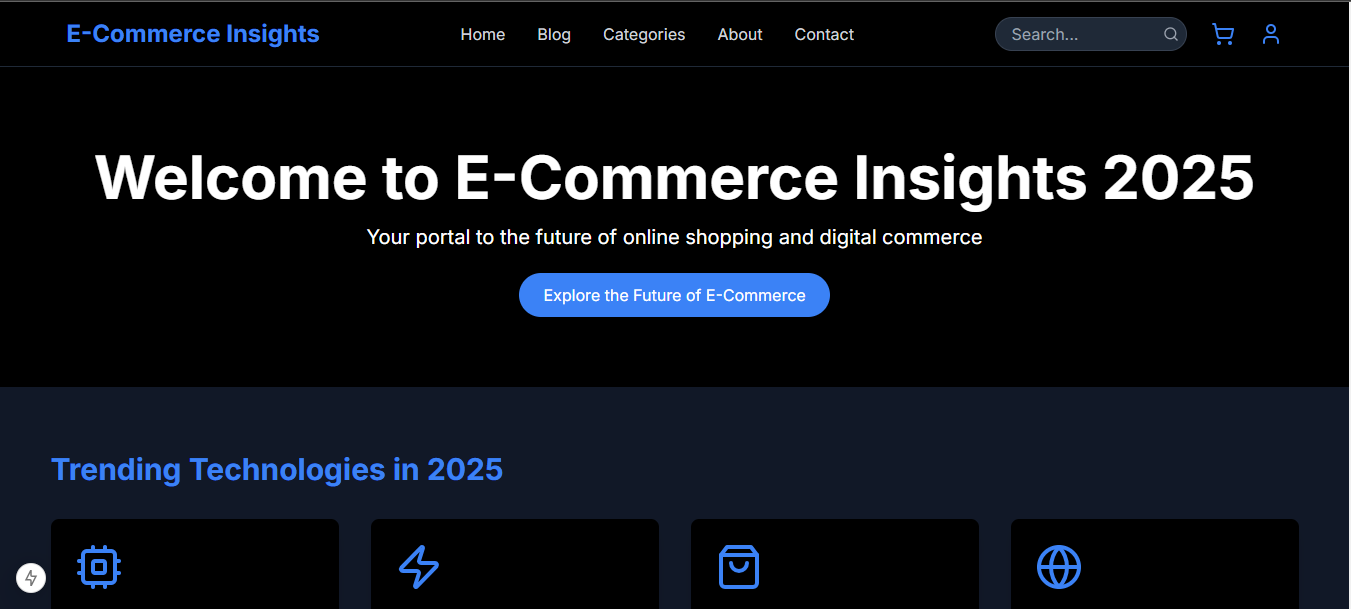 E-Commerce Insights
Home
Blog
Categories
About
Contact
Search...
Welcome to E-Commerce Insights 2025
Your portal to the future of online shopping and digital commerce
Explore the Future of E-Commerce
Trending Technologies in 2025